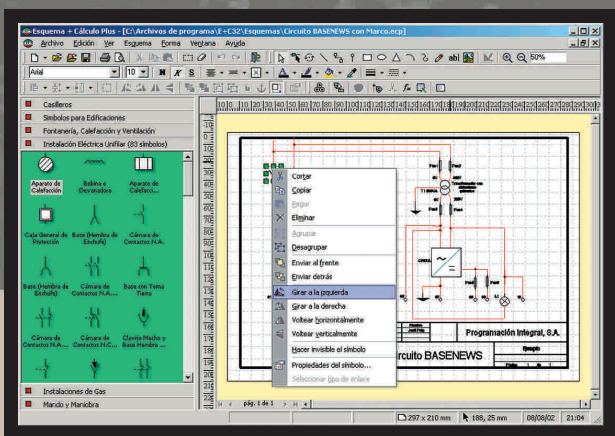 Esquema + Cálculo Plus - [C:\Archivos de programa\E+C32\Esquemas\Circuito BASENEWS con Marco.ecp]
Archivo Edición Ver Esquema Forma Ventana Ayuda
abl 50%
Arial 10 N K S
Casilleros
Símbolos para Edificaciones
Fontanería, Calefacción y Ventilación
Instalación Eléctrica Unifilar (83 símbolos)
Aparato de Calefacción
Bobina o Devanadora
Aparato de Calefacci...
Caja General de Protección
Base (Hembra de Enchufe)
Cámara de Contactos N.A.
Base (Hembra de Enchufe)
Cámara de Contactos N.A...
Base con Toma Tierra
Cámara de Contactos N.A...
Cámara de Contactos N.C...
Clavija Macho y Base Hembra ...
Instalaciones de Gas
Mando y Maniobra
Cortar
Copiar
Pegar
Eliminar
Agrupar
Desagrupar
Enviar al frente
Enviar detrás
Girar a la izquierda
Girar a la derecha
Voltear horizontalmente
Voltear verticalmente
Hacer invisible el símbolo
Propiedades del símbolo...
Seleccionar tipo de enlace
Programación Integral, S.A.
rcuito BASENEWS
Ejemplo
pág. 1 de 1
297 x 210 mm 188, 25 mm 08/08/02 21:04